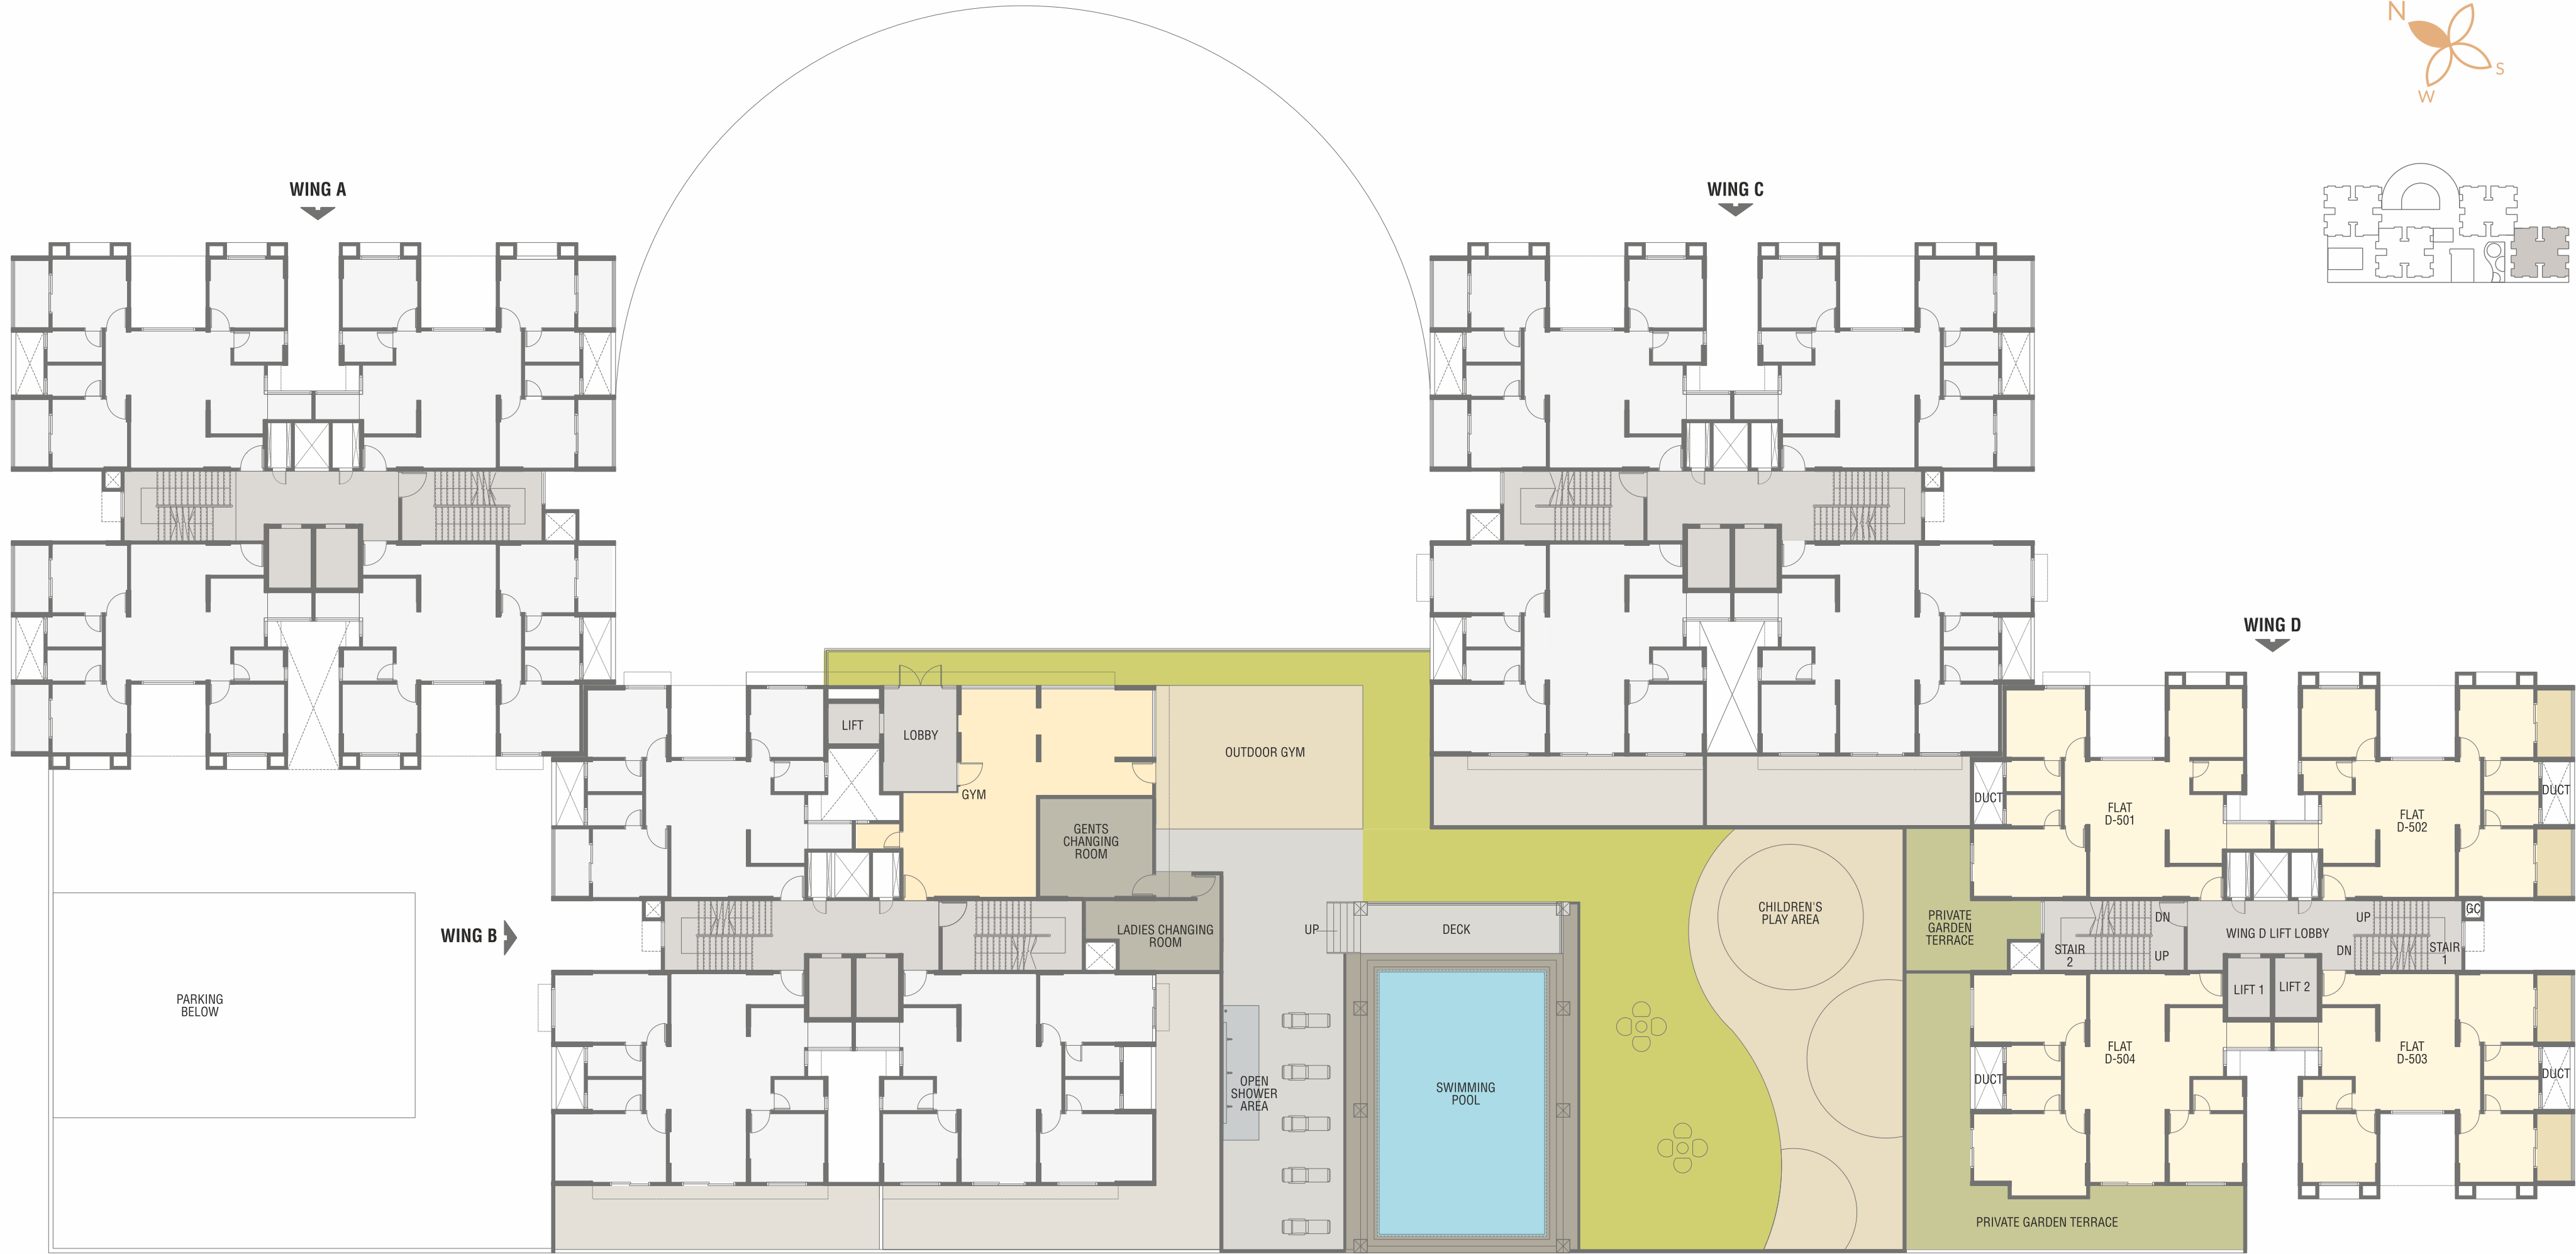 N
S
W
WING A
WING C
WING D
LIFT
LOBBY
GYM
GENTS
CHANGING
ROOM
OUTDOOR GYM
WING B
LADIES CHANGING
ROOM
UP
DECK
CHILDREN'S
PLAY AREA
PARKING
BELOW
OPEN
SHOWER
AREA
SWIMMING
POOL
DUCT
FLAT
D-501
FLAT
D-502
DUCT
PRIVATE
GARDEN
TERRACE
STAIR
2
DN
UP
WING D LIFT LOBBY
UP
DN
STAIR
1
GC
LIFT 1
LIFT 2
DUCT
FLAT
D-504
FLAT
D-503
DUCT
PRIVATE GARDEN TERRACE